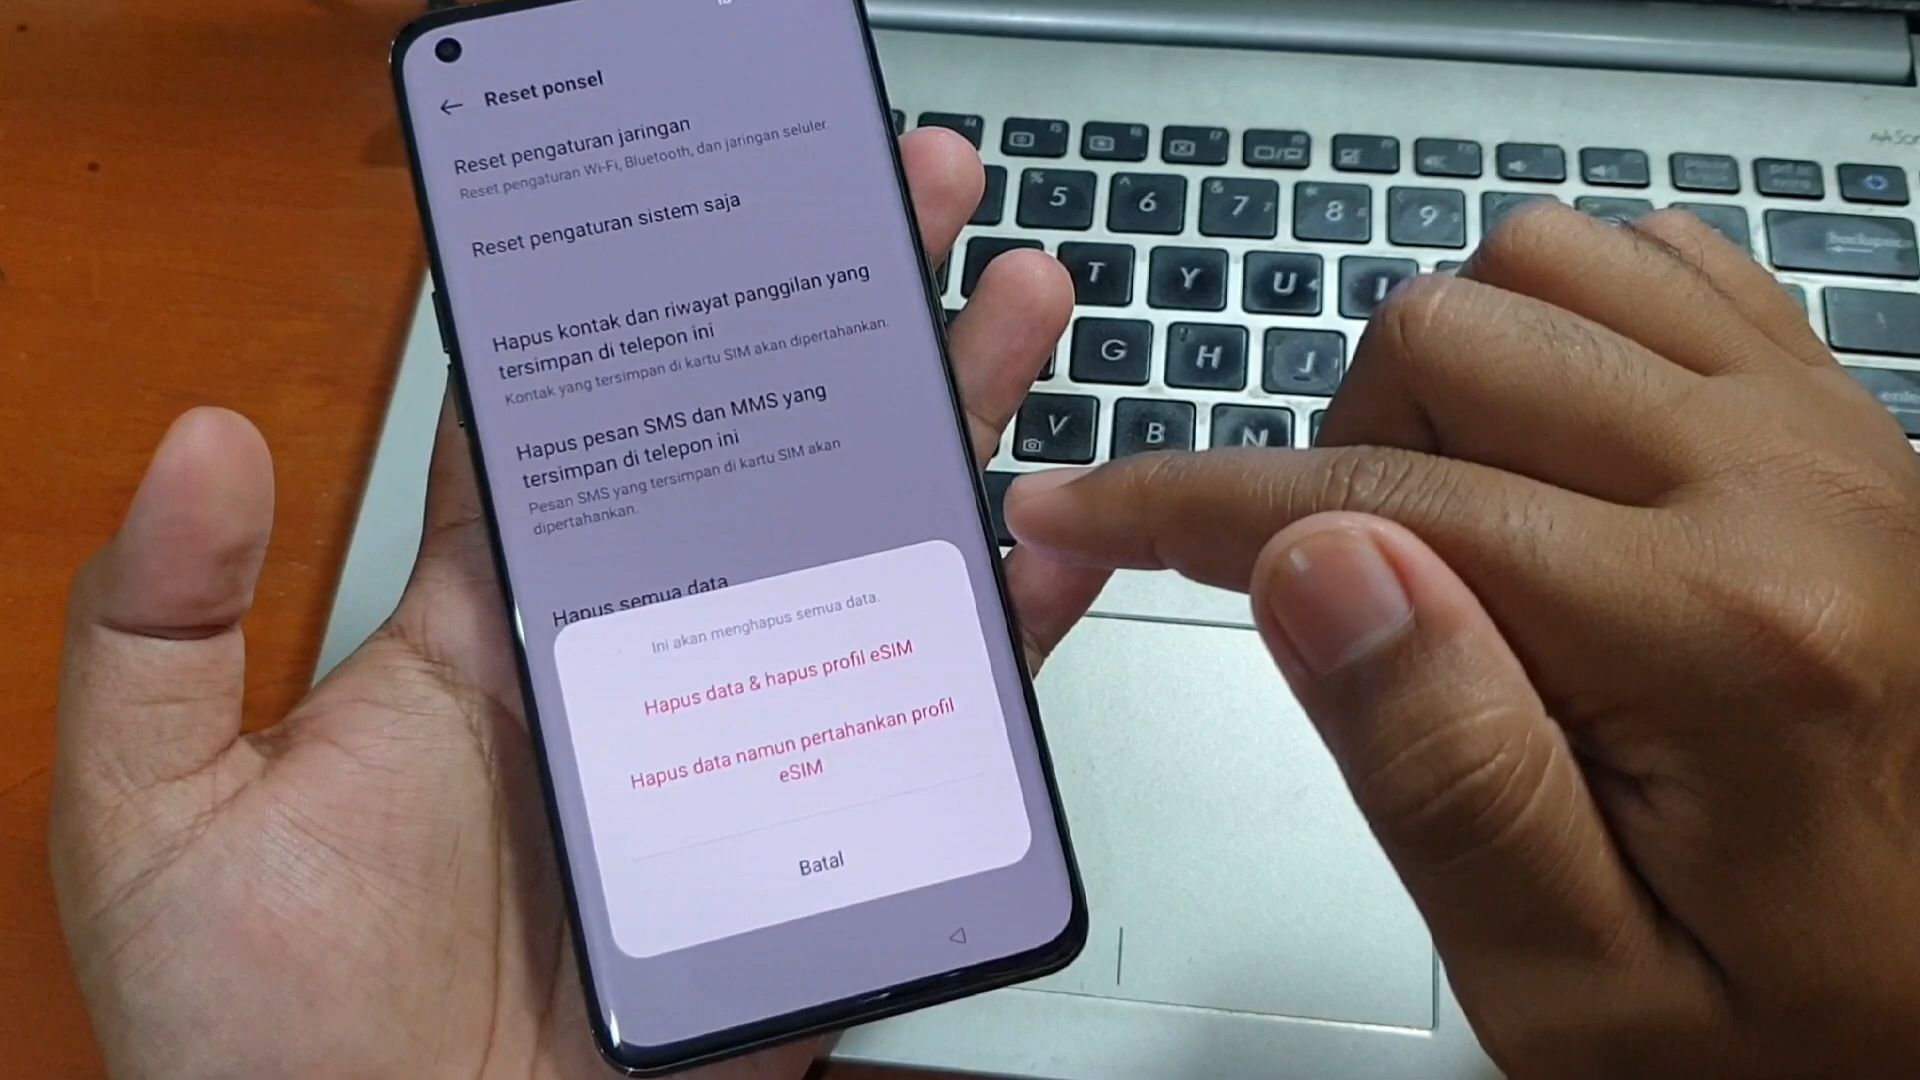 Reset ponsel
Reset pengaturan jaringan
Reset pengaturan Wi-Fi, Bluetooth, dan jaringan seluler.
Reset pengaturan sistem saja
Hapus kontak dan riwayat panggilan yang
tersimpan di telepon ini
Kontak yang tersimpan di kartu SIM akan dipertahankan.
Hapus pesan SMS dan MMS yang
tersimpan di telepon ini
Pesan SMS yang tersimpan di kartu SIM akan
dipertahankan.
Hapus semua data
Ini akan menghapus semua data.
Hapus data & hapus profil eSIM
Hapus data namun pertahankan profil
eSIM
Batal
% 5 ^ 6 & 7 * 8 ( 9
backspace
T Y U I
G H J
enter
V B N